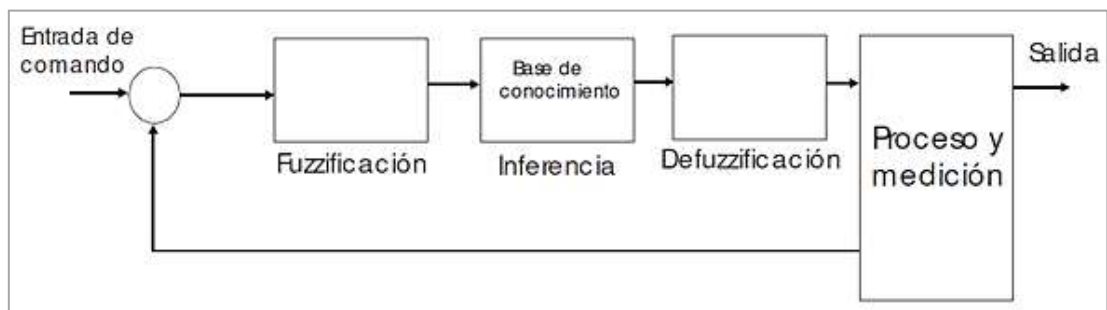 Entrada de
comando
Fuzzificación
Base de
conocimiento
Inferencia
Defuzzificación
Proceso y
medición
Salida